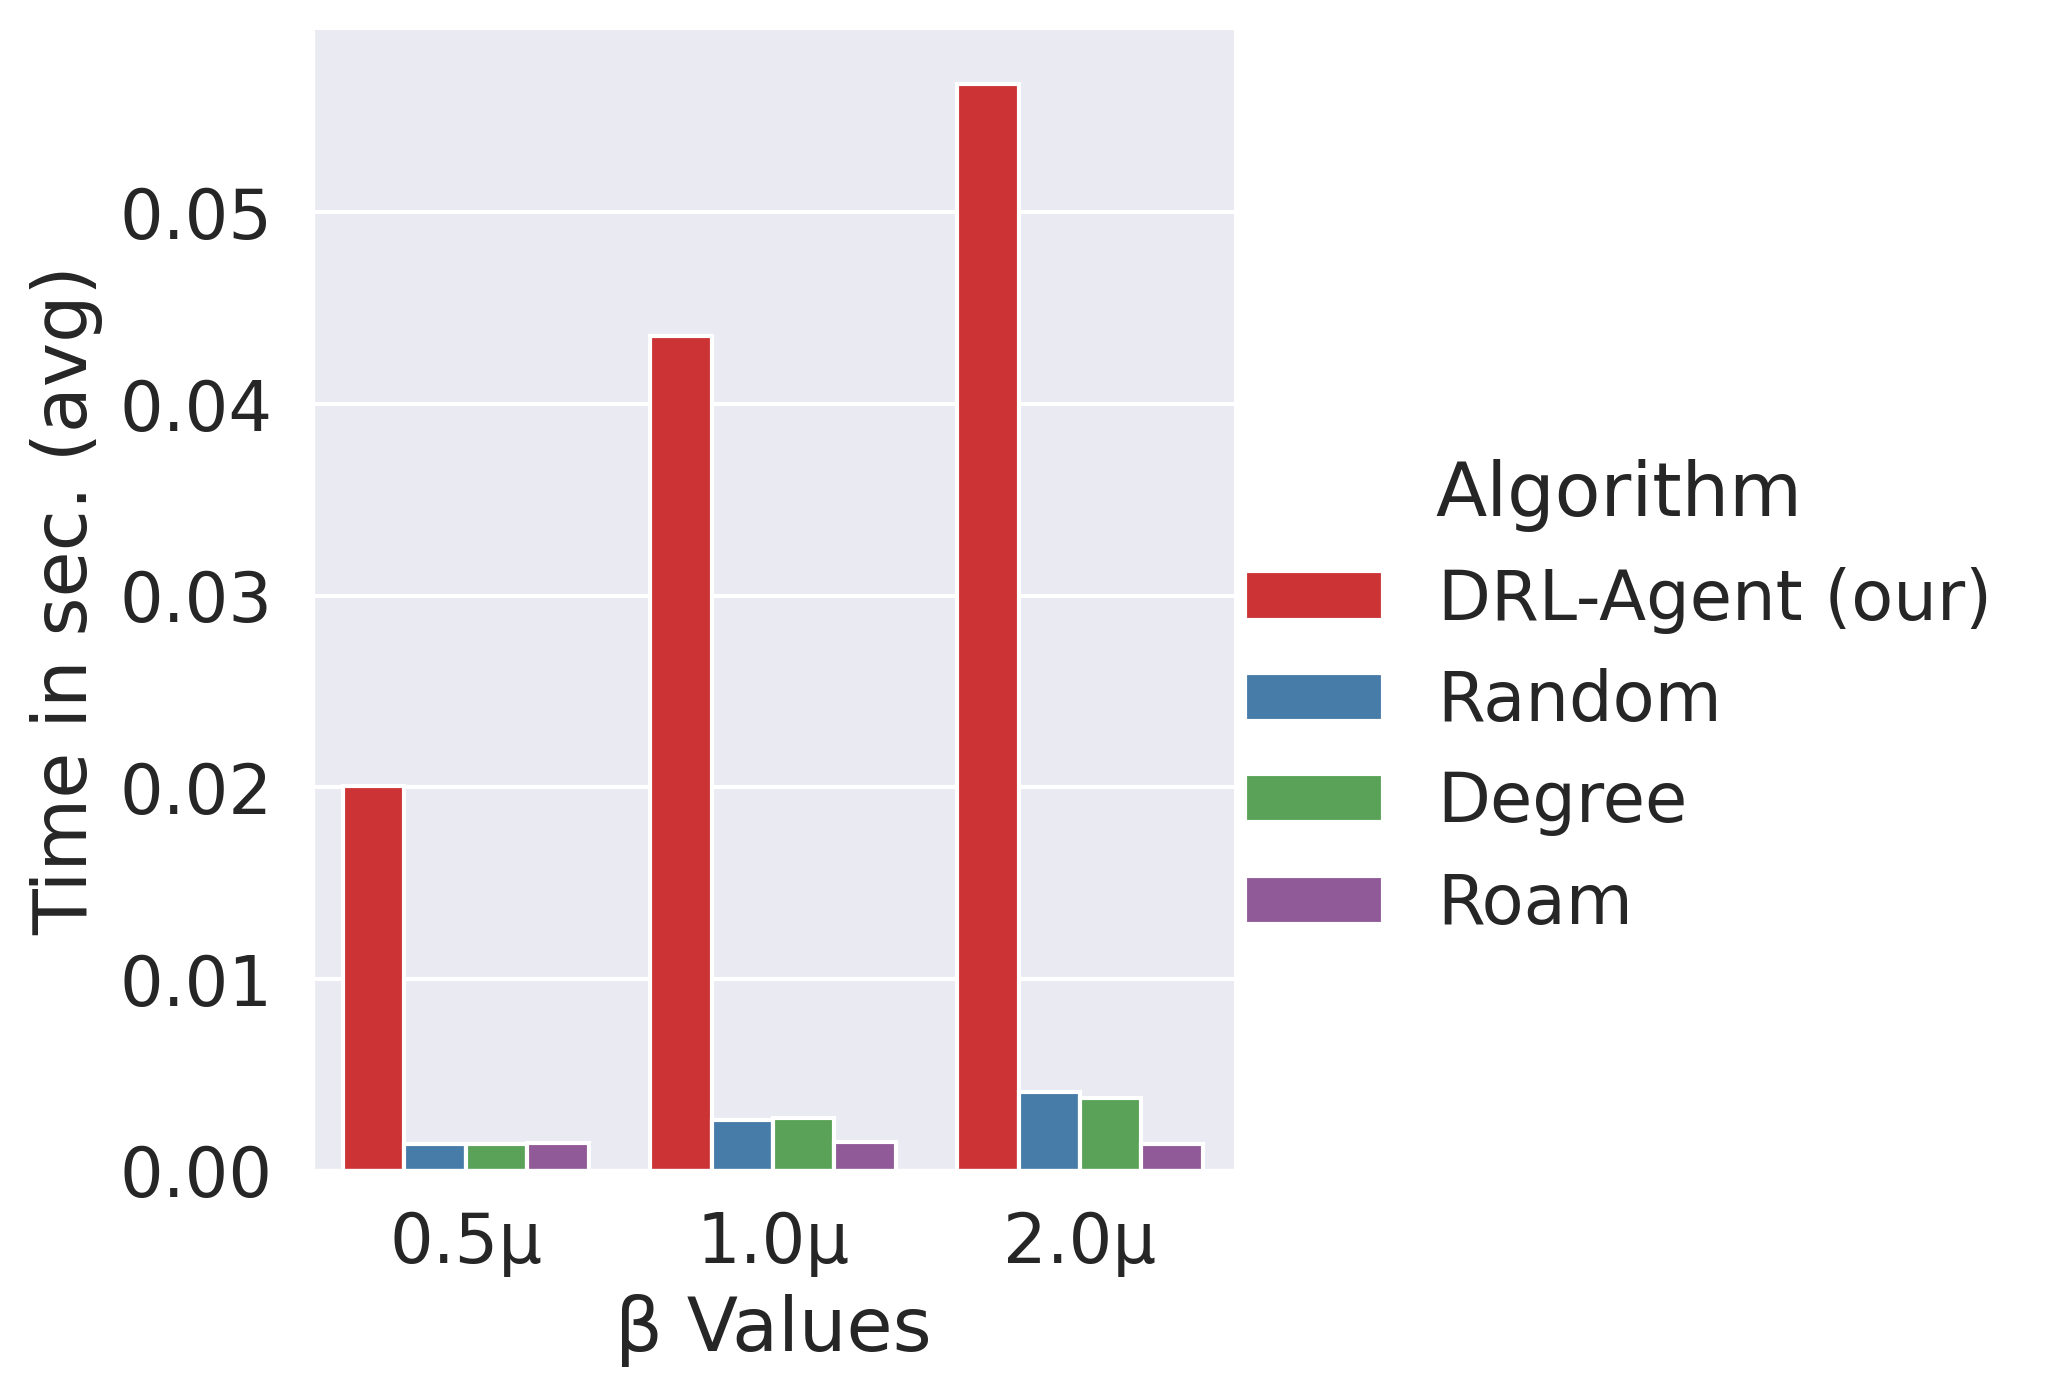 Time in sec. (avg)
0.05
0.04
0.03
0.02
0.01
0.00
0.5μ 1.0μ 2.0μ
β Values
Algorithm
DRL-Agent (our)
Random
Degree
Roam